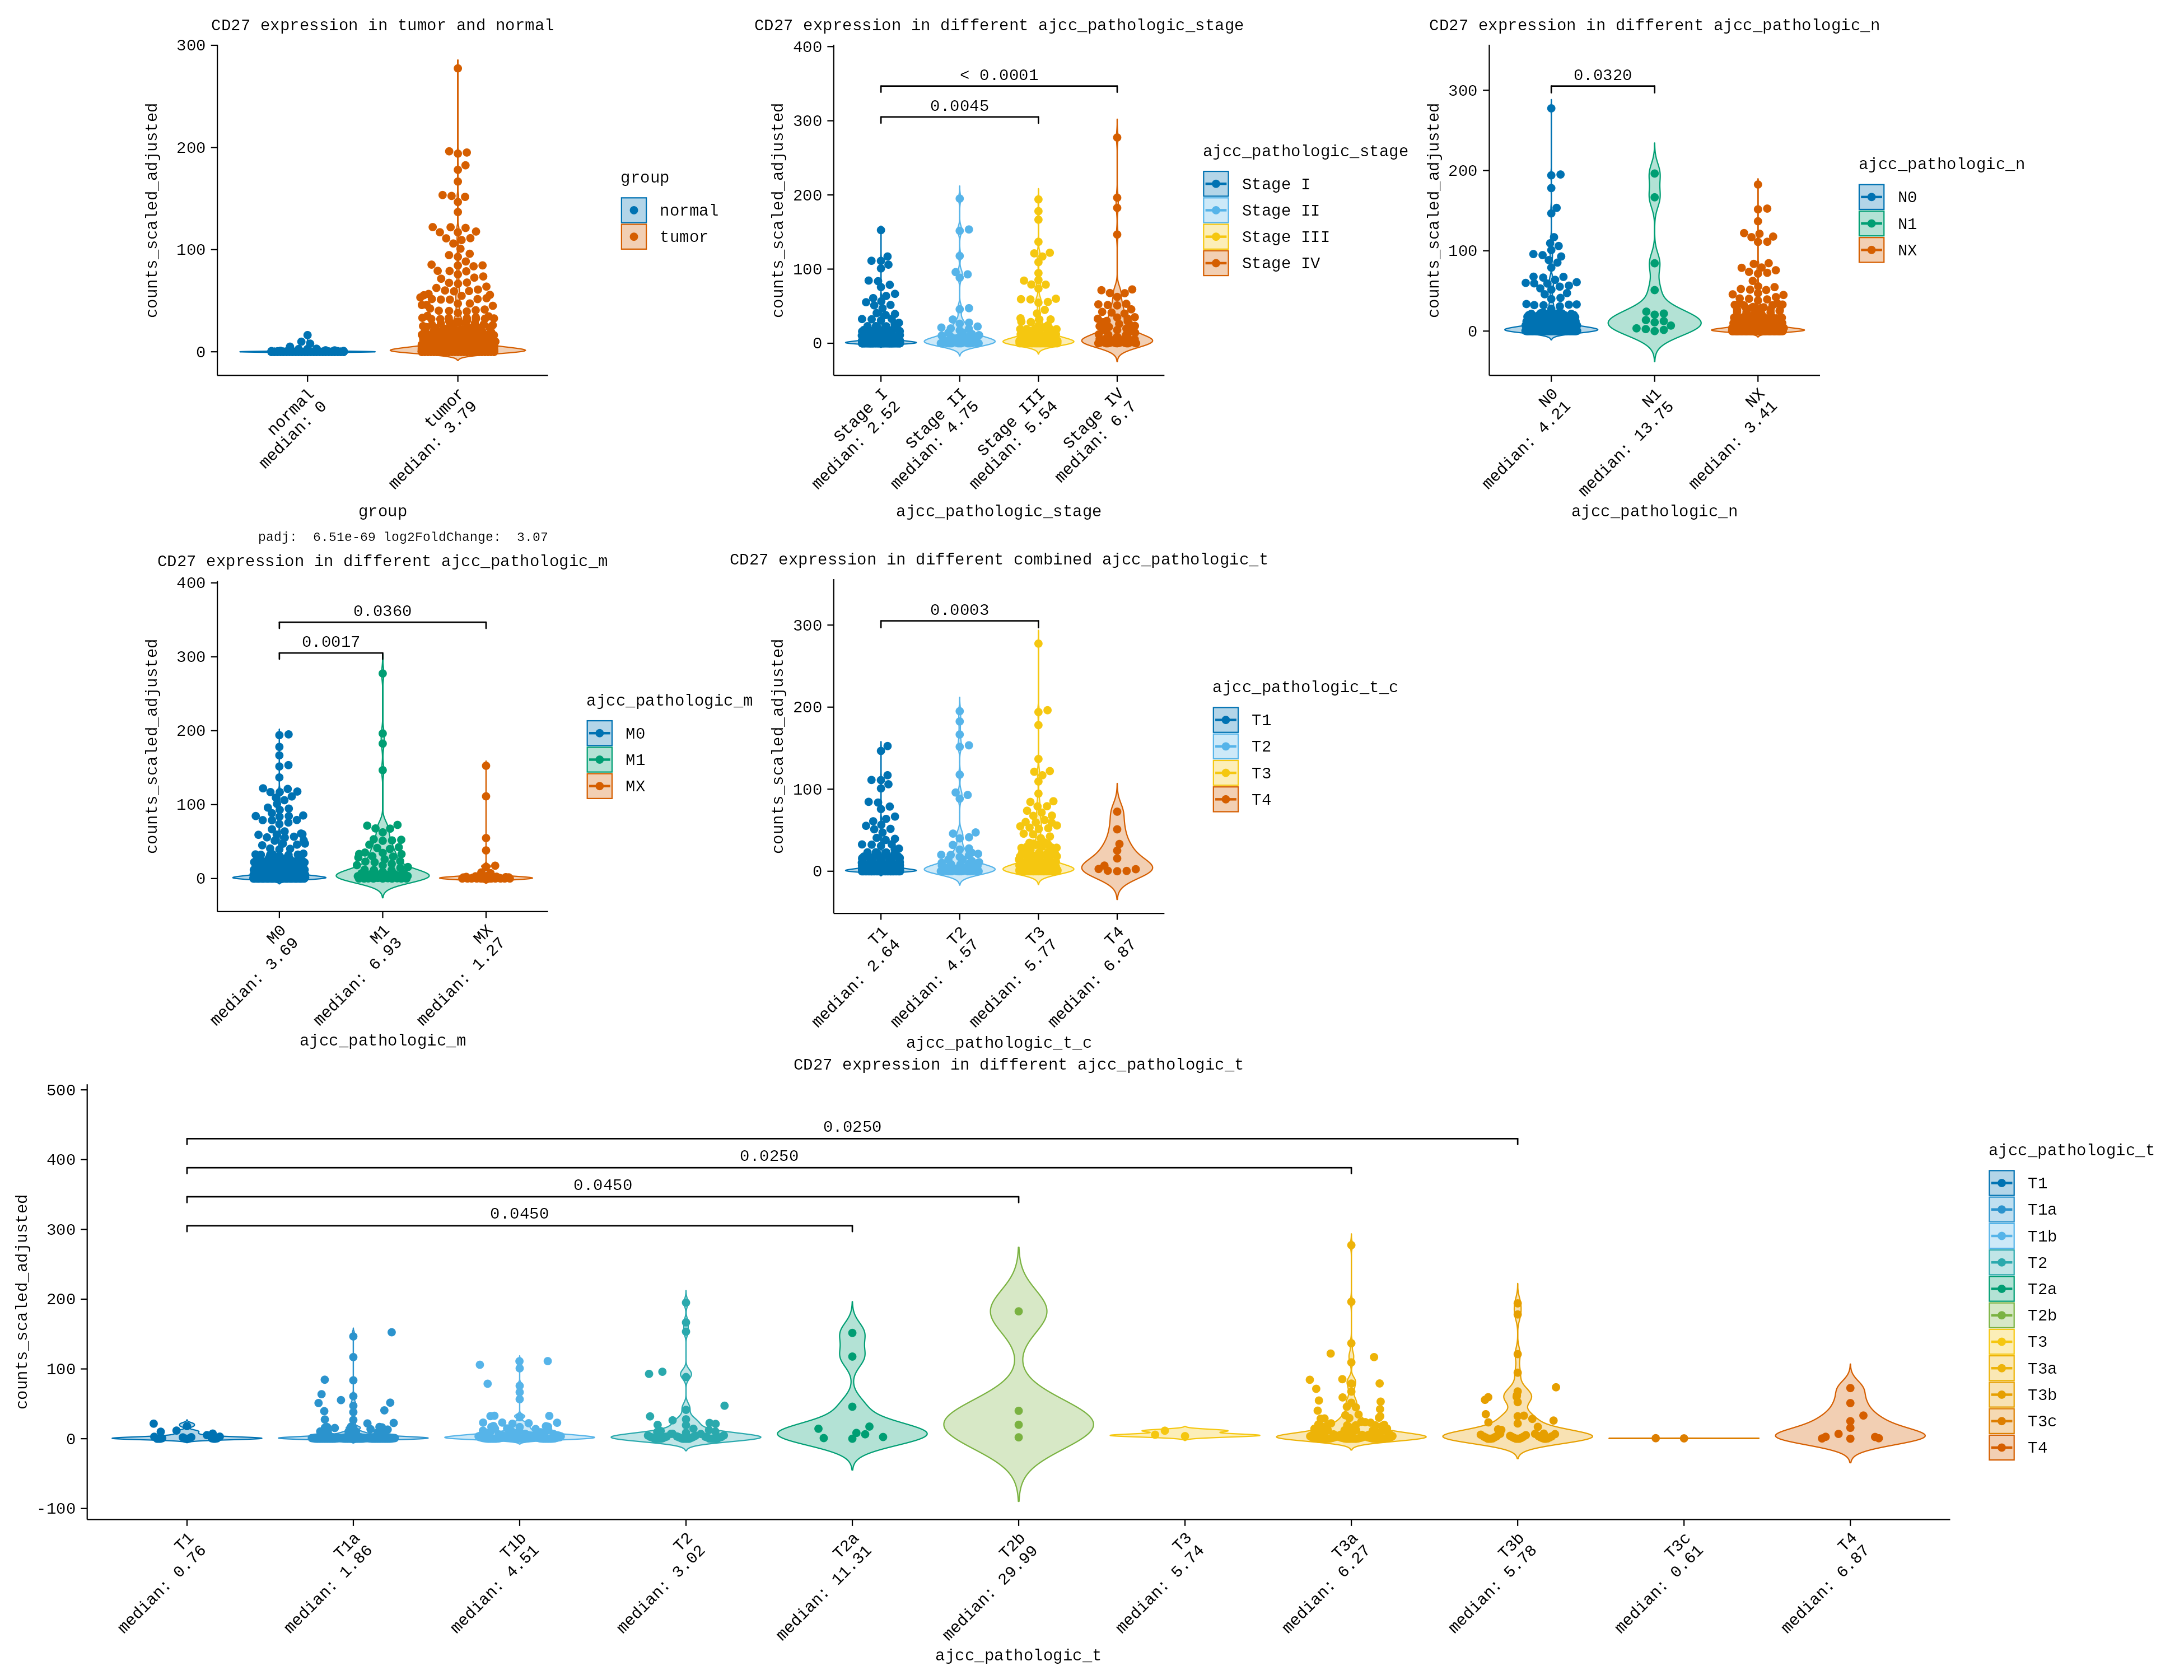 CD27 expression in tumor and normal
300
200
100
0
counts_scaled_adjusted
normal
median: 0
tumor
median: 3.79
group
padj:  6.51e-69 log2FoldChange:  3.07
group
normal
tumor
CD27 expression in different ajcc_pathologic_stage
400
300
200
100
0
counts_scaled_adjusted
< 0.0001
0.0045
Stage I
median: 2.52
Stage II
median: 4.75
Stage III
median: 5.54
Stage IV
median: 6.7
ajcc_pathologic_stage
ajcc_pathologic_stage
Stage I
Stage II
Stage III
Stage IV
CD27 expression in different ajcc_pathologic_n
300
200
100
0
counts_scaled_adjusted
0.0320
N0
median: 4.21
N1
median: 13.75
NX
median: 3.41
ajcc_pathologic_n
ajcc_pathologic_n
N0
N1
NX
CD27 expression in different ajcc_pathologic_m
400
300
200
100
0
counts_scaled_adjusted
0.0360
0.0017
M0
median: 3.69
M1
median: 6.93
MX
median: 1.27
ajcc_pathologic_m
ajcc_pathologic_m
M0
M1
MX
CD27 expression in different combined ajcc_pathologic_t
300
200
100
0
counts_scaled_adjusted
0.0003
T1
median: 2.64
T2
median: 4.57
T3
median: 5.77
T4
median: 6.87
ajcc_pathologic_t_c
ajcc_pathologic_t_c
T1
T2
T3
T4
CD27 expression in different ajcc_pathologic_t
500
400
300
200
100
0
-100
counts_scaled_adjusted
0.0250
0.0250
0.0450
0.0450
T1
median: 0.76
T1a
median: 1.86
T1b
median: 4.51
T2
median: 3.02
T2a
median: 11.31
T2b
median: 29.99
T3
median: 5.74
T3a
median: 6.27
T3b
median: 5.78
T3c
median: 0.61
T4
median: 6.87
ajcc_pathologic_t
ajcc_pathologic_t
T1
T1a
T1b
T2
T2a
T2b
T3
T3a
T3b
T3c
T4